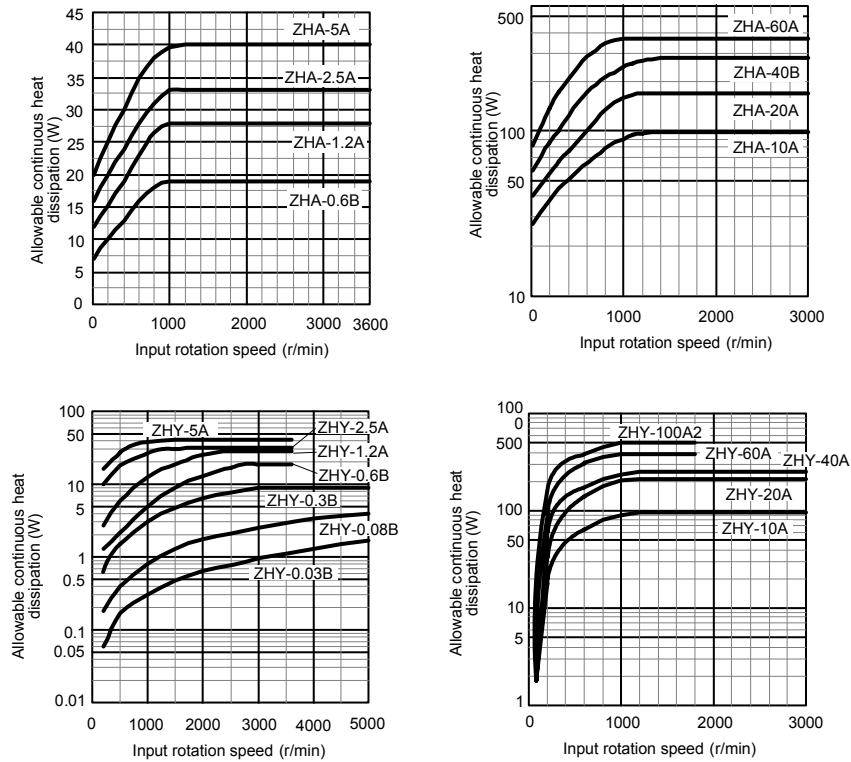 Allowable continuous heat
dissipation (W)
45
40
35
30
25
20
15
10
5
0
ZHA-5A
ZHA-2.5A
ZHA-1.2A
ZHA-0.6B
0 1000 2000 3000 3600
Input rotation speed (r/min)
Allowable continuous heat
dissipation (W)
500
100
50
10
ZHA-60A
ZHA-40B
ZHA-20A
ZHA-10A
0 1000 2000 3000
Input rotation speed (r/min)
Allowable continuous heat
dissipation (W)
100
50
10
5
1
0.5
0.1
0.05
0.01
ZHY-5A
ZHY-2.5A
ZHY-1.2A
ZHY-0.6B
ZHY-0.3B
ZHY-0.08B
ZHY-0.03B
0 1000 2000 3000 4000 5000
Input rotation speed (r/min)
Allowable continuous heat
dissipation (W)
100
0
500
100
50
10
5
1
ZHY-100A2
ZHY-60A
ZHY-40A
ZHY-20A
ZHY-10A
0 1000 2000 3000
Input rotation speed (r/min)